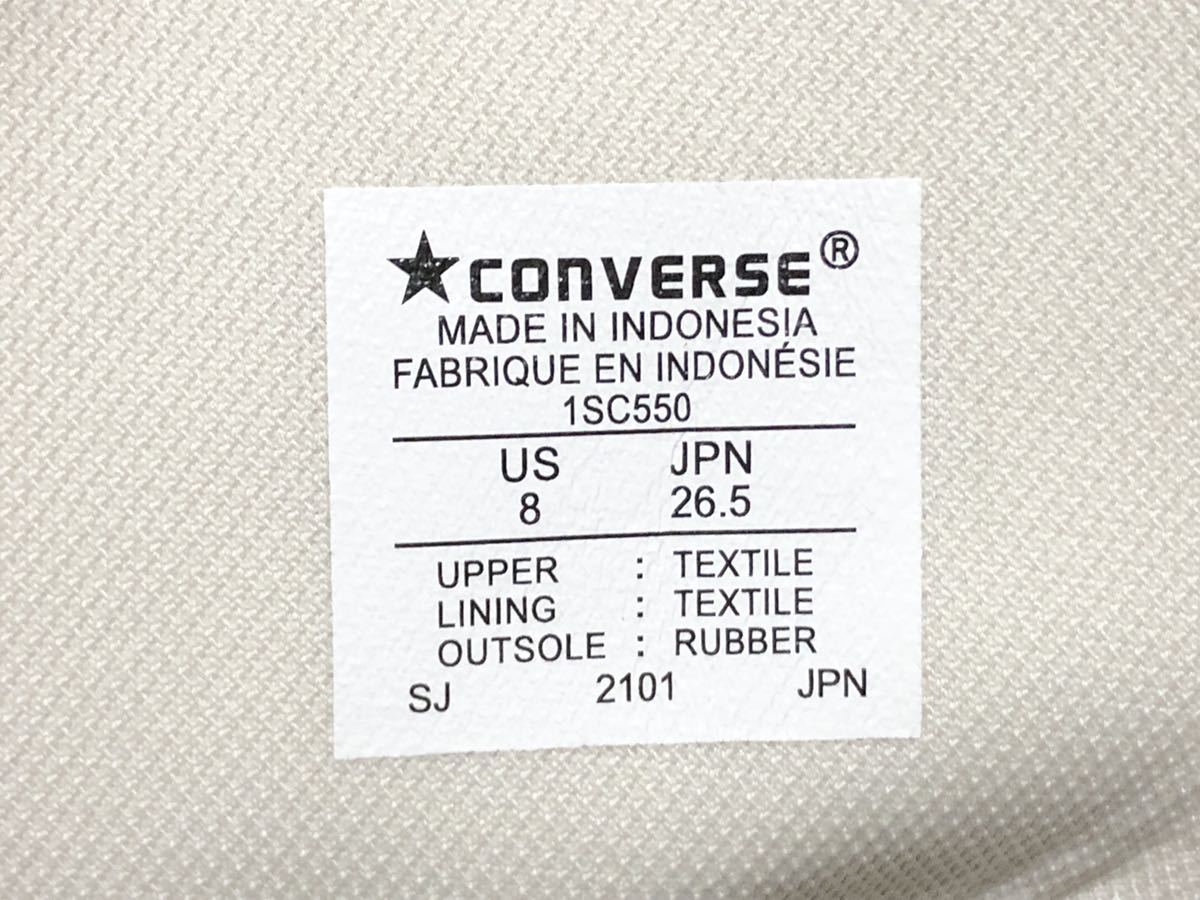 ★CONVERSE®
MADE IN INDONESIA
FABRIQUE EN INDONÉSIE
1SC550
US JPN
8 26.5
UPPER : TEXTILE
LINING : TEXTILE
OUTSOLE : RUBBER
SJ 2101 JPN